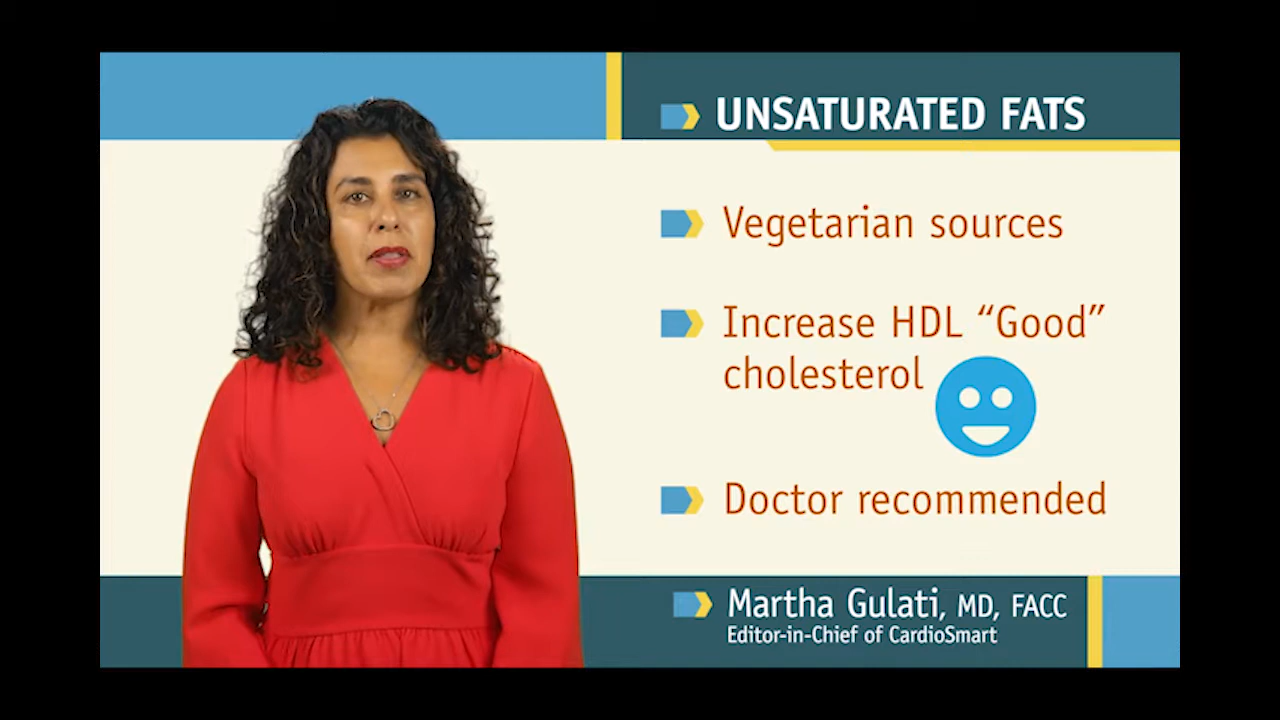 UNSATURATED FATS
Vegetarian sources
Increase HDL “Good”
cholesterol
Doctor recommended
Martha Gulati, MD, FACC
Editor-in-Chief of CardioSmart